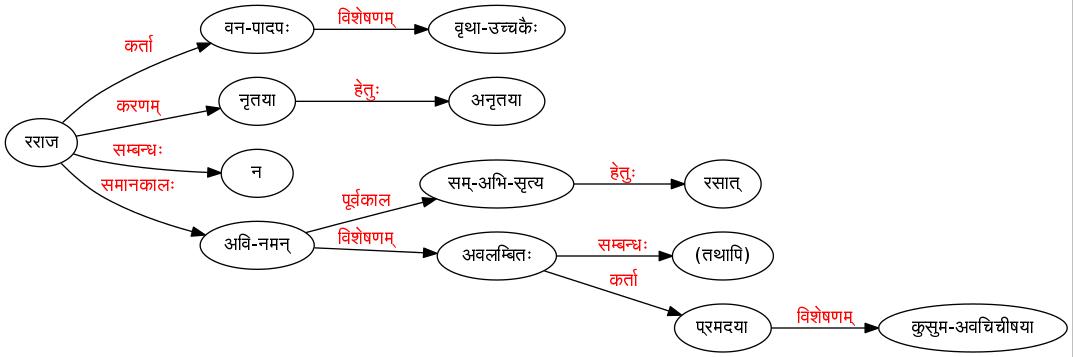 वन-पादपः
विशेषणम्
वृथा-उच्चकैः
कर्ता
नृतया
हेतुः
अनृतया
करणम्
रराज
सम्बन्धः
न
समानकालः
सम्-अभि-सृत्य
हेतुः
रसात्
पूर्वकाल
अवि-नमन्
विशेषणम्
अवलम्बितः
सम्बन्धः
(तथापि)
कर्ता
प्रमदया
विशेषणम्
कुसुम-अवचिचीषया